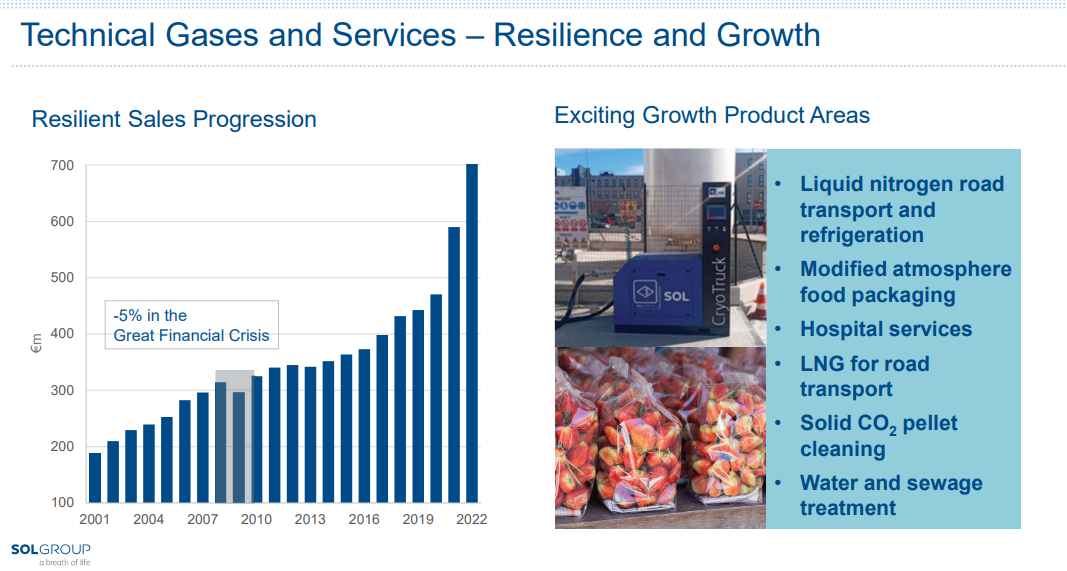 Technical Gases and Services – Resilience and Growth
Resilient Sales Progression
700
600
500
400
300
200
100
€m
-5% in the
Great Financial Crisis
2001 2004 2007 2010 2013 2016 2019 2022
Exciting Growth Product Areas
SOL
CryoTruck
• Liquid nitrogen road
transport and
refrigeration
• Modified atmosphere
food packaging
• Hospital services
• LNG for road
transport
• Solid CO₂ pellet
cleaning
• Water and sewage
treatment
SOLGROUP
a breath of life